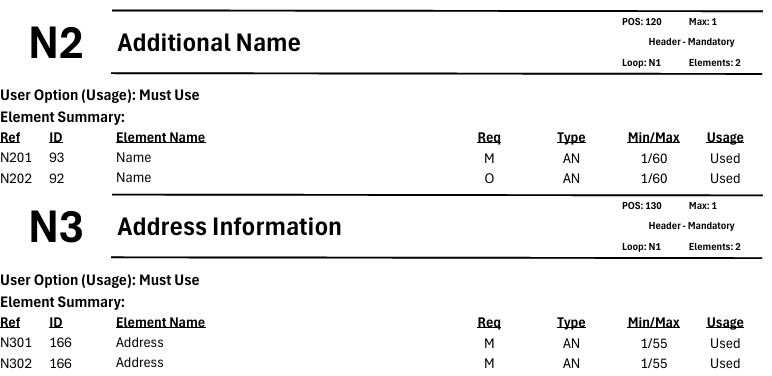 N2 Additional Name POS: 120 Max: 1
Header - Mandatory
Loop: N1 Elements: 2
User Option (Usage): Must Use
Element Summary:
Ref ID Element Name Req Type Min/Max Usage
N201 93 Name M AN 1/60 Used
N202 92 Name O AN 1/60 Used
N3 Address Information POS: 130 Max: 1
Header - Mandatory
Loop: N1 Elements: 2
User Option (Usage): Must Use
Element Summary:
Ref ID Element Name Req Type Min/Max Usage
N301 166 Address M AN 1/55 Used
N302 166 Address M AN 1/55 Used